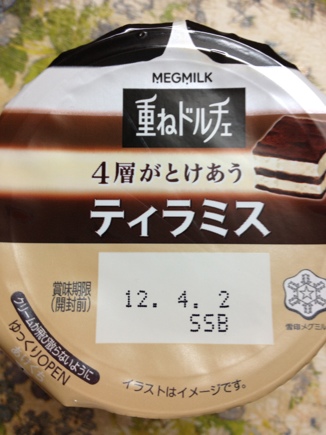 MEGMILK
重ねドルチェ
4層がとけあう
ティラミス
賞味期限
(開封前)
12. 4. 2
SSB
クリームが飛び散らないように
ゆっくりOPEN
雪印メグミル
イラストはイメージです。